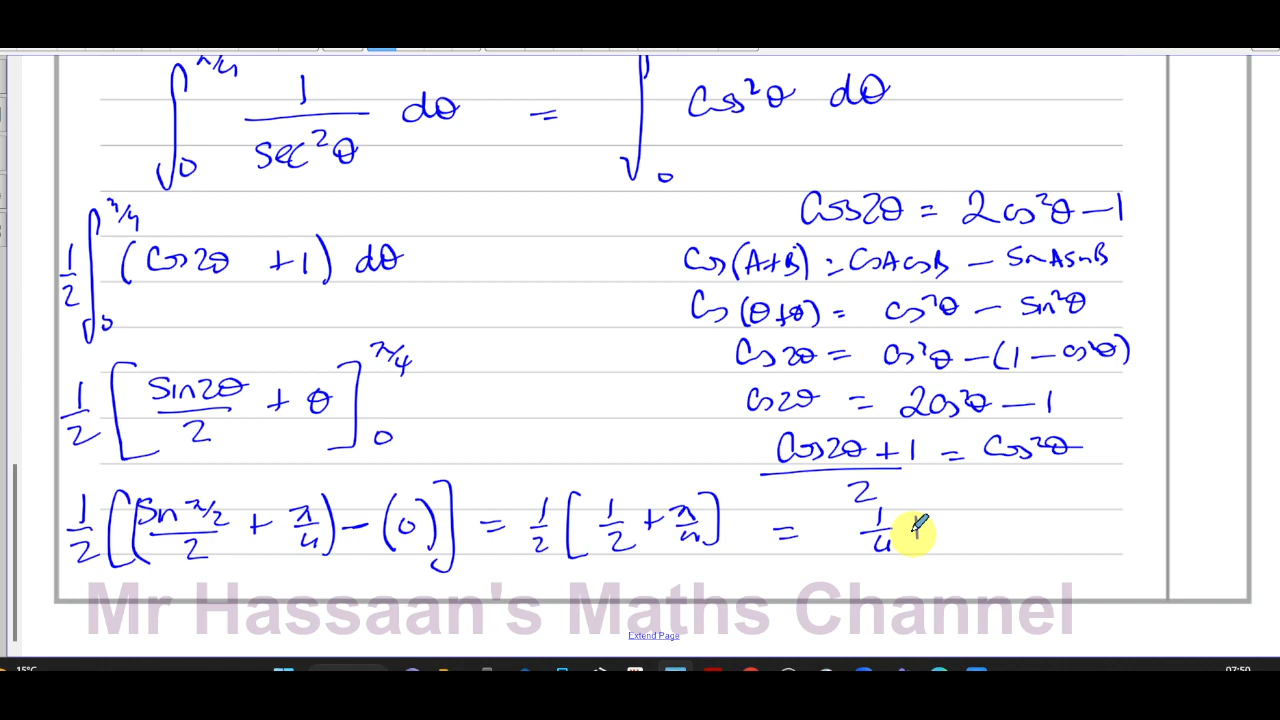 ∫₀^π/4 1/sec²θ dθ = ∫₀ cos²θ dθ
cos2θ = 2cos²θ − 1
1/2 ∫₀^π/4 (cos2θ + 1) dθ
cos(A+B) = cosAcosB − sinAsinB
cos(θ+θ) = cos²θ − sin²θ
cos2θ = cos²θ − (1 − cos²θ)
1/2 [sin2θ/2 + θ]₀^π/4
cos2θ = 2cos²θ − 1
(cos2θ + 1)/2 = cos²θ
1/2 [(sin π/2 /2 + π/4) − (0)] = 1/2 [1/2 + π/4] = 1/4 +
Mr Hassaan's Maths Channel
Extend Page
15°C
07:50